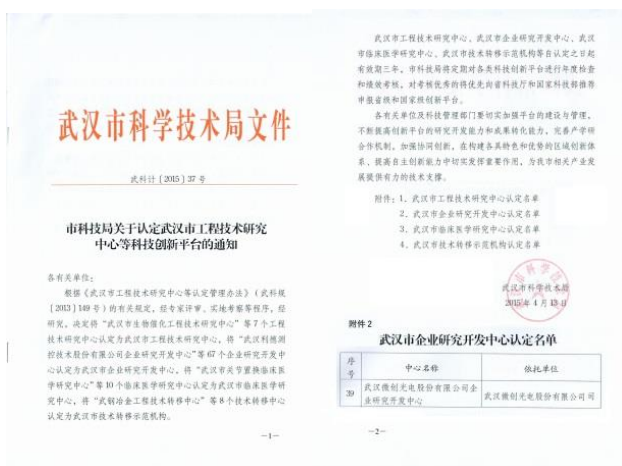 武汉市科学技术局文件
武科计〔2015〕37号
市科技局关于认定武汉市工程技术研究
中心等科技创新平台的通知
各有关单位：
根据《武汉市工程技术研究中心等认定管理办法》（武科规
〔2013〕149号）的有关规定，经专家评审、实地考察等程序，经
研究，决定将“武汉市生物催化工程技术研究中心”等7个工程
技术研究中心认定为武汉市工程技术研究中心，将“武汉利德测
控技术股份有限公司企业研究开发中心”等67个企业研究开发中
心认定为武汉市企业研究开发中心，将“武汉市关节置换临床医
学研究中心”等10个临床医学研究中心认定为武汉市临床医学研
究中心，将“武钢冶金工程技术转移中心”等8个技术转移中心
认定为武汉市技术转移示范机构。
—1—
武汉市工程技术研究中心、武汉市企业研究开发中心、武汉
市临床医学研究中心、武汉市技术转移示范机构等自认定之日起
有效期三年。市科技局将定期对各类科技创新平台进行年度检查
和绩效考核，对考核优秀的将优先向省科技厅和国家科技部推荐
申报省级和国家级创新平台。
各有关单位及科技管理部门要切实加强平台的建设与管理，
不断提高创新平台的研究开发能力和成果转化能力，完善产学研
合作机制，加强协同创新，在构建各具特色和优势的区域创新体
系、提高自主创新能力中切实发挥重要作用，为我市相关产业发
展提供有力的技术支撑。
附件：1、武汉市工程技术研究中心认定名单
2、武汉市企业研究开发中心认定名单
3、武汉市临床医学研究中心认定名单
4、武汉市技术转移示范机构认定名单
武汉市科学技术局
2015年4月13日
附件2
武汉市企业研究开发中心认定名单
序号 中心名称 依托单位
39 武汉微创光电股份有限公司企业研究开发中心 武汉微创光电股份有限公司司
—2—